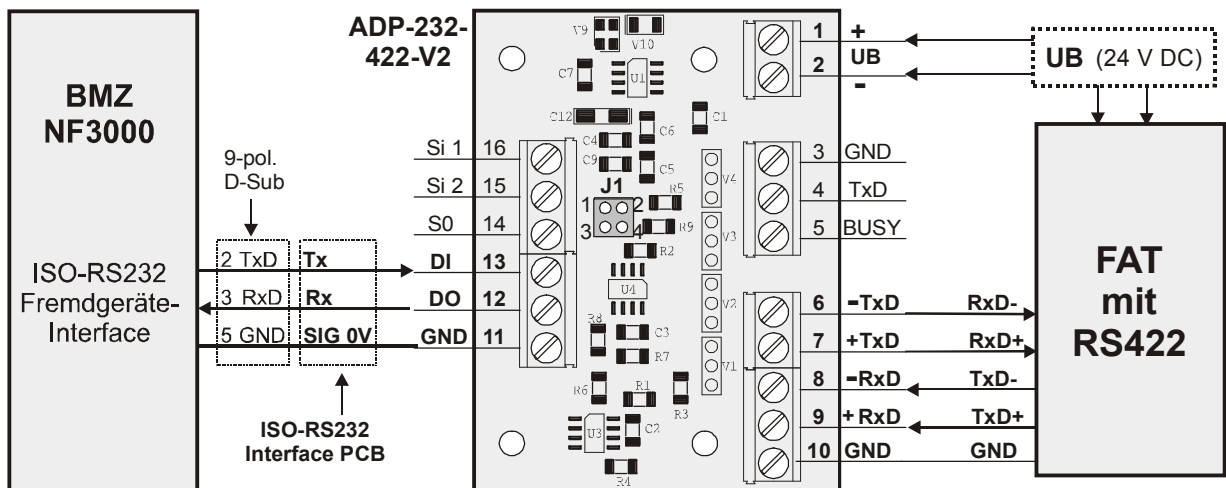 BMZ
NF3000
ISO-RS232
Fremdgeräte-
Interface
9-pol.
D-Sub
2 TxD
3 RxD
5 GND
Tx
Rx
SIG 0V
ISO-RS232
Interface PCB
ADP-232-
422-V2
Si 1 16
Si 2 15
S0 14
DI 13
DO 12
GND 11
V9
V10
C7
U1
C12
C4
C6
C1
C9
C5
J1
1 2
3 4
R5
R9
R2
V4
V3
U4
V2
R8
C3
R7
V1
R6
R1
R3
U3
C2
R4
1 +
UB
2 -
3 GND
4 TxD
5 BUSY
6 -TxD RxD-
7 +TxD RxD+
8 -RxD TxD-
9 +RxD TxD+
10 GND GND
UB (24 V DC)
FAT
mit
RS422